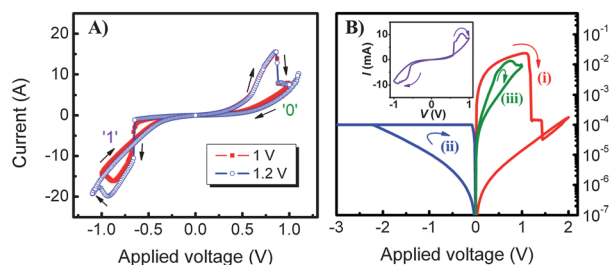 A)
Current (A)
20
10
0
-10
-20
-1.0
-0.5
0.0
0.5
1.0
Applied voltage (V)
'1'
'0'
1 V
1.2 V
B)
I (mA)
10
0
-10
-1
0
1
V (V)
(i)
(iii)
(ii)
10⁻¹
10⁻²
10⁻³
10⁻⁴
10⁻⁵
10⁻⁶
10⁻⁷
-3
-2
-1
0
1
2
Applied voltage (V)